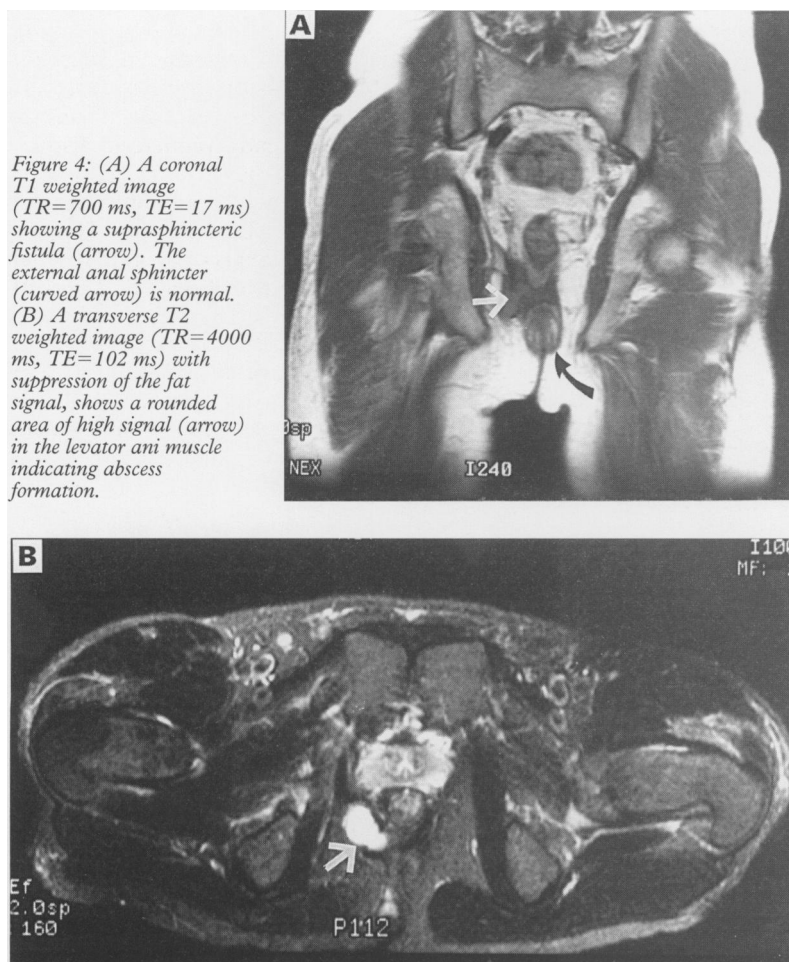 A
Figure 4: (A) A coronal
T1 weighted image
(TR=700 ms, TE=17 ms)
showing a suprasphincteric
fistula (arrow). The
external anal sphincter
(curved arrow) is normal.
(B) A transverse T2
weighted image (TR=4000
ms, TE=102 ms) with
suppression of the fat
signal, shows a rounded
area of high signal (arrow)
in the levator ani muscle
indicating abscess
formation.
0sp
NEX
I240
B
I100
MF:
R
Ef
2.0sp
160
P112